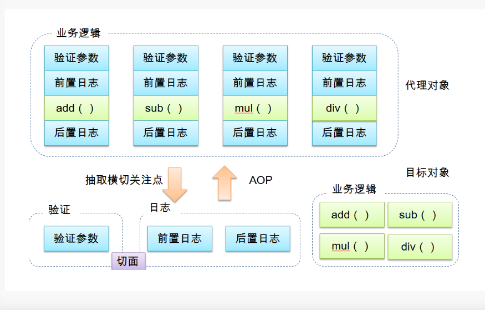 业务逻辑
验证参数 验证参数 验证参数 验证参数
前置日志 前置日志 前置日志 前置日志
add ( ) sub ( ) mul ( ) div ( )
后置日志 后置日志 后置日志 后置日志
代理对象
抽取横切关注点
AOP
目标对象
验证
日志
业务逻辑
验证参数
前置日志 后置日志
add ( ) sub ( )
mul ( ) div ( )
切面